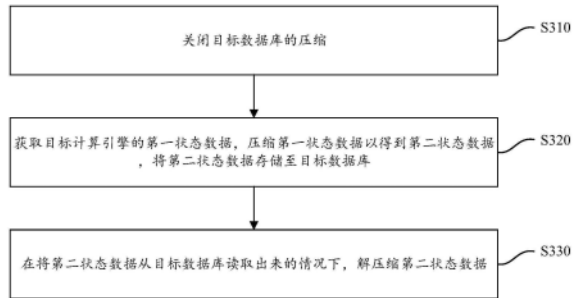 关闭目标数据库的压缩
S310
获取目标计算引擎的第一状态数据，压缩第一状态数据以得到第二状态数据
，将第二状态数据存储至目标数据库
S320
在将第二状态数据从目标数据库读取出来的情况下，解压缩第二状态数据
S330